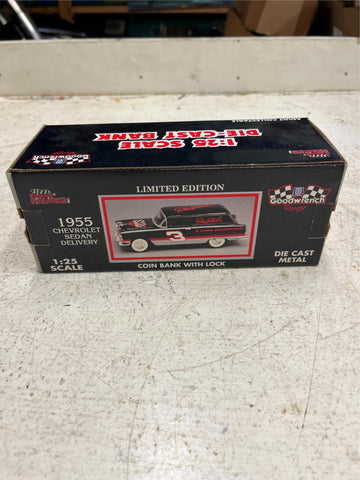 1:25 SCALE
DIE-CAST BANK
Goodwrench
LIMITED EDITION
1955
CHEVROLET
SEDAN
DELIVERY
1:25
SCALE
3
COIN BANK WITH LOCK
Goodwrench
Racing
DIE CAST
METAL